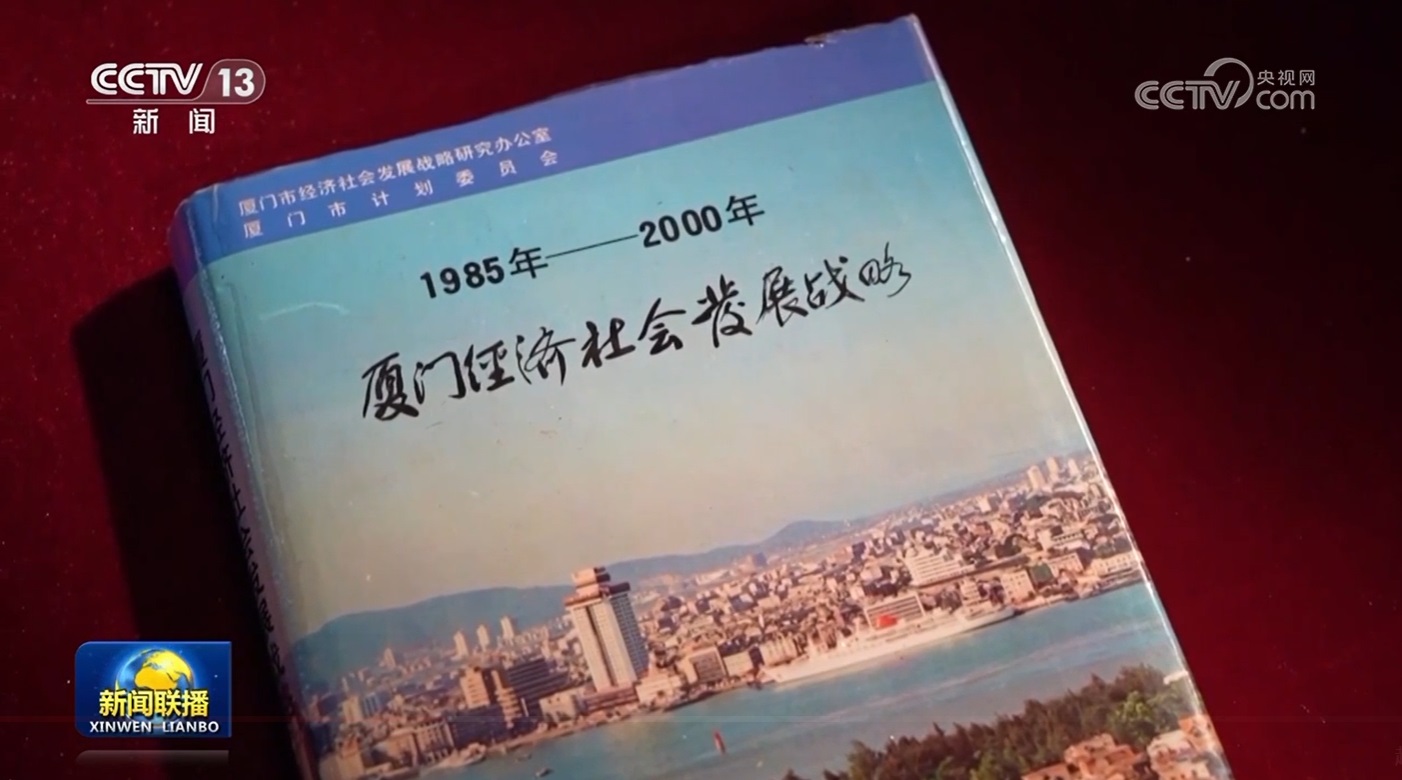 CCTV 13
新闻
CCTV 央视网
com
厦门市经济社会发展战略研究办公室
厦门市计划委员会
1985年——2000年
厦门經济社会發展战略
新闻联播
XINWEN LIANBO